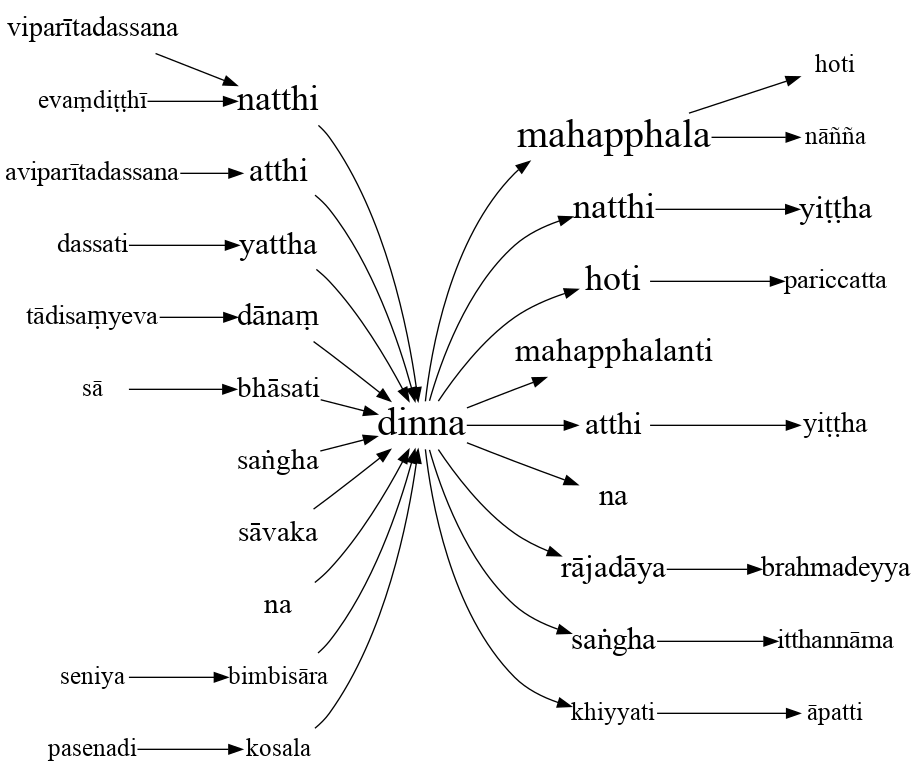 viparītadassana
evaṃdiṭṭhī
aviparītadassana
dassati
tādisaṃyeva
sā
seniya
pasenadi
natthi
atthi
yattha
dānaṃ
bhāsati
saṅgha
sāvaka
na
bimbisāra
kosala
dinna
mahapphala
natthi
hoti
mahapphalanti
atthi
na
rājadāya
saṅgha
khiyyati
hoti
nāñña
yiṭṭha
pariccatta
yiṭṭha
brahmadeyya
itthannāma
āpatti